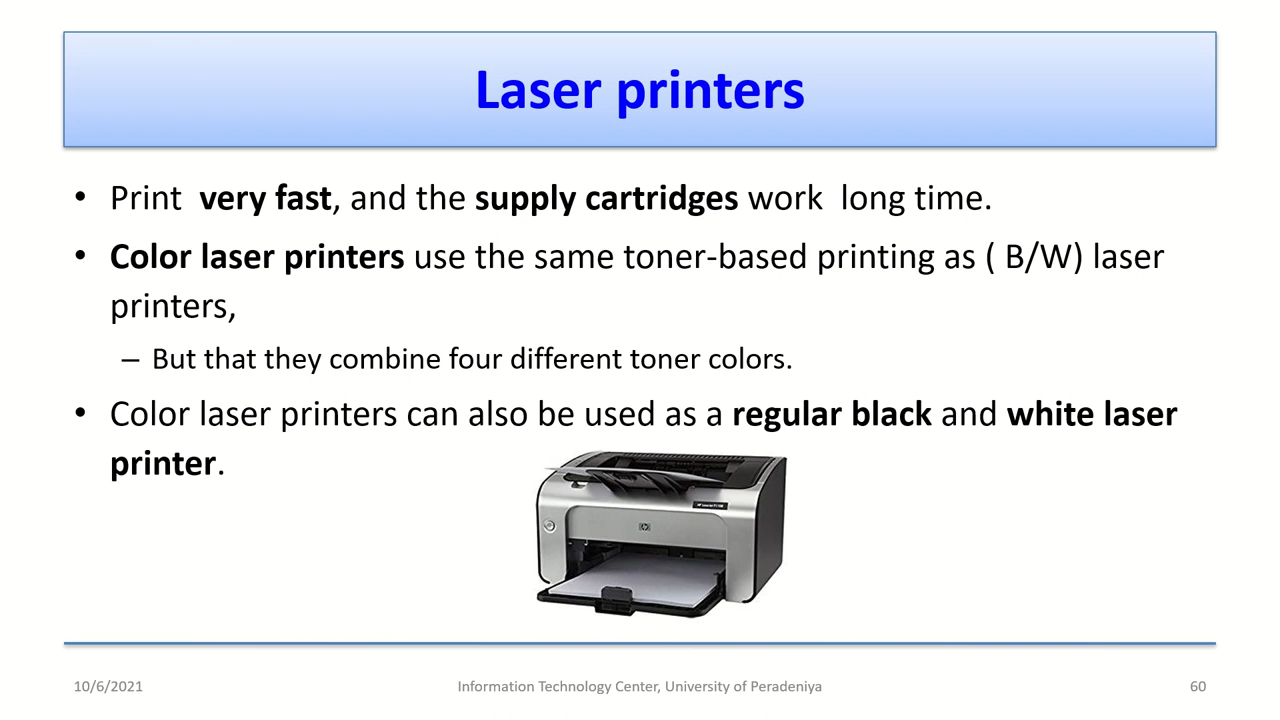 Laser printers
• Print  very fast, and the supply cartridges work  long time.
• Color laser printers use the same toner-based printing as ( B/W) laser
printers,
– But that they combine four different toner colors.
• Color laser printers can also be used as a regular black and white laser
printer.
hp
10/6/2021
Information Technology Center, University of Peradeniya
60